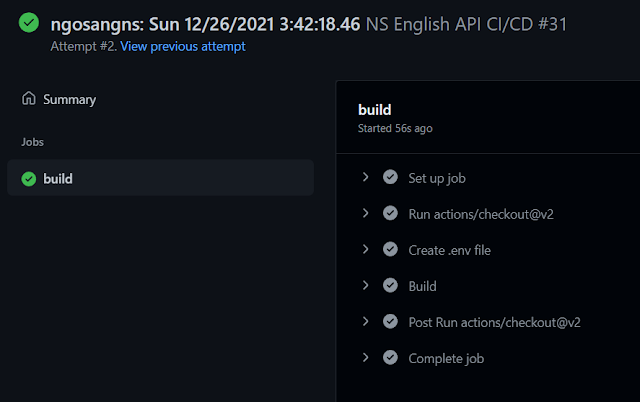 ngosangns: Sun 12/26/2021 3:42:18.46 NS English API CI/CD #31
Attempt #2. View previous attempt
Summary
Jobs
build
build
Started 56s ago
Set up job
Run actions/checkout@v2
Create .env file
Build
Post Run actions/checkout@v2
Complete job